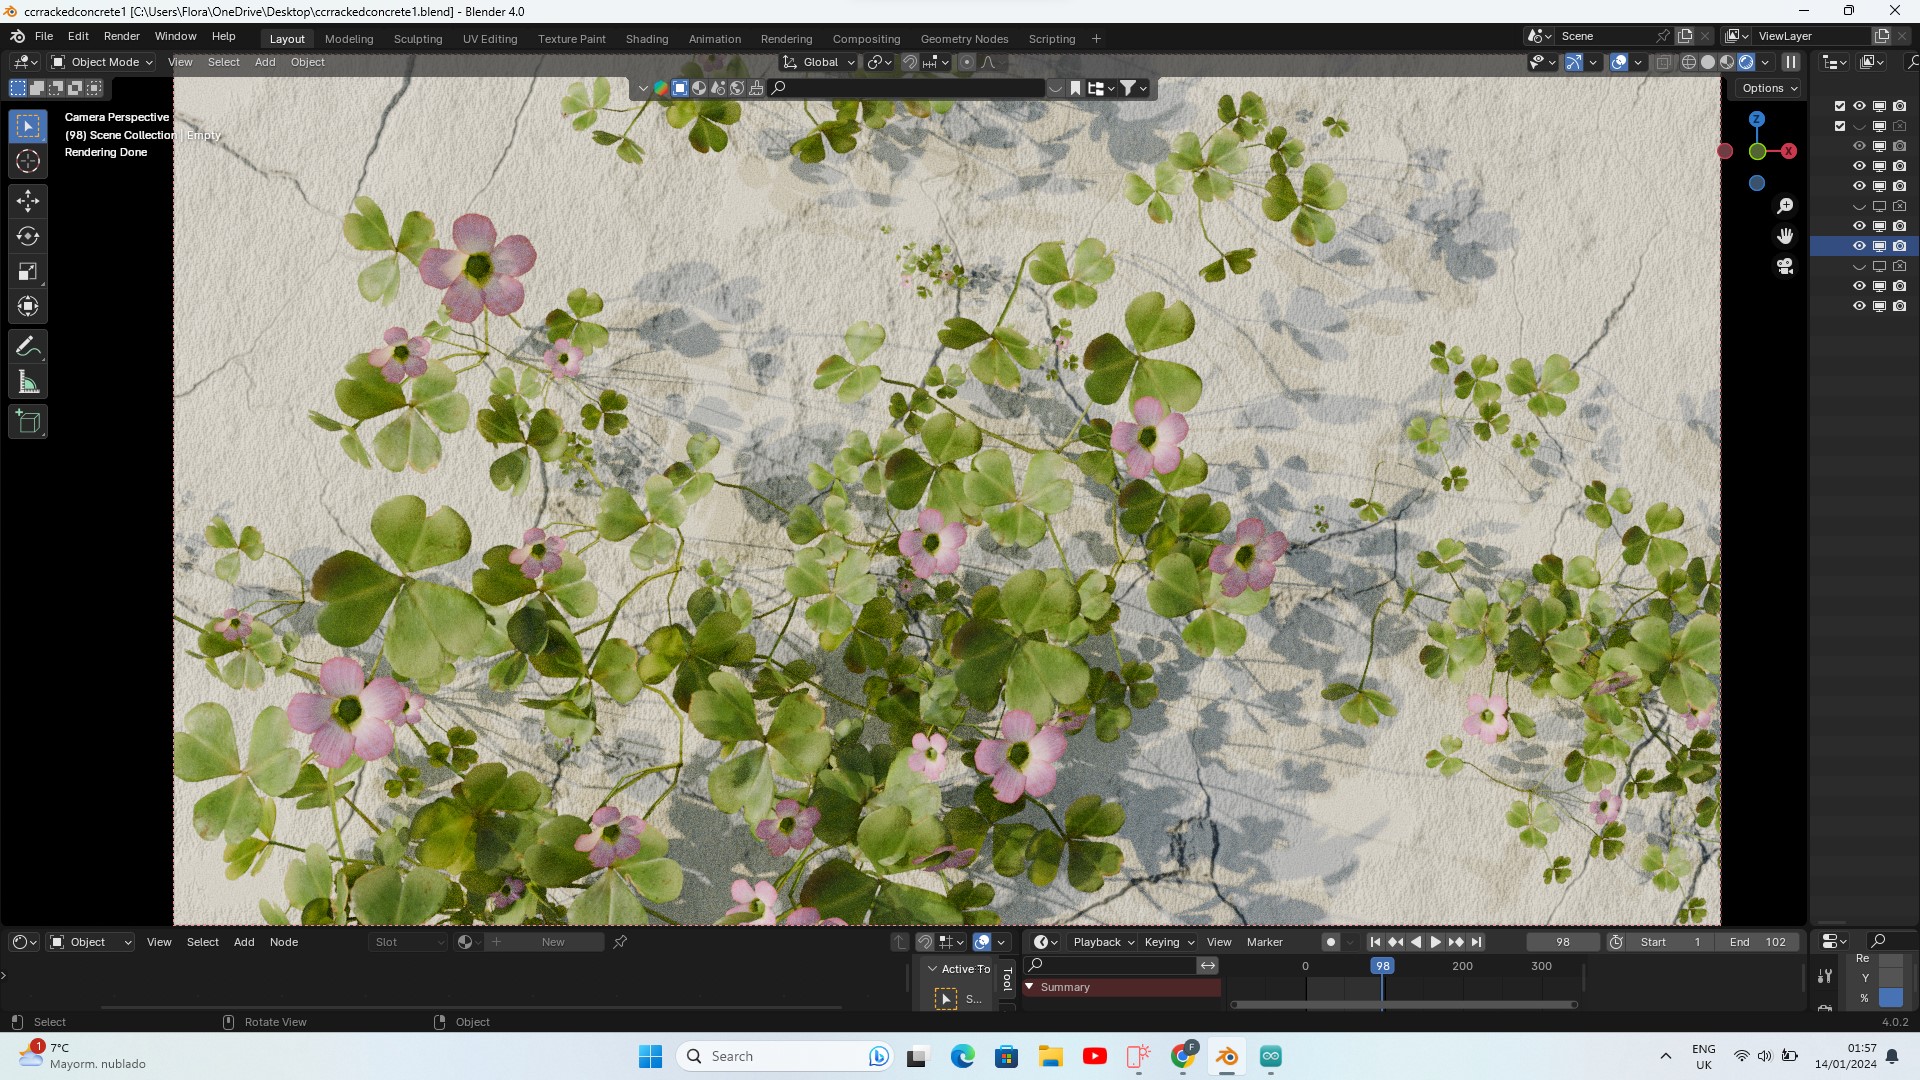 ccrrackedconcrete1 [C:\Users\Flora\OneDrive\Desktop\ccrrackedconcrete1.blend] - Blender 4.0
File Edit Render Window Help Layout Modeling Sculpting UV Editing Texture Paint Shading Animation Rendering Compositing Geometry Nodes Scripting + Scene ViewLayer
Object Mode View Select Add Object Global
Options
Camera Perspective
(98) Scene Collection | Empty
Rendering Done
Z
X
Object View Select Add Node Slot New Playback Keying View Marker 98 Start 1 End 102
Active To
Tool
S...
0 98 200 300
Summary
Re
Y
%
Select Rotate View Object 4.0.2
1
7°C
Mayorm. nublado
Search
F
ENG
UK
01:57
14/01/2024